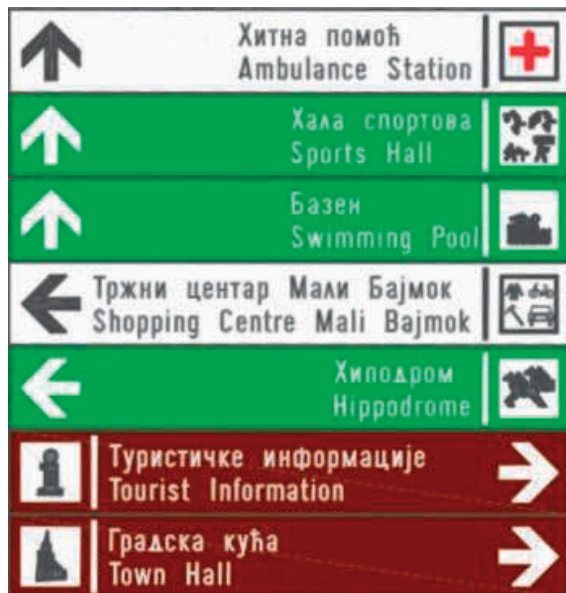 Хитна помоћ
Ambulance Station
Хала спортова
Sports Hall
Базен
Swimming Pool
Тржни центар Мали Бајмок
Shopping Centre Mali Bajmok
Хиподром
Hippodrome
Туристичке информације
Tourist Information
Градска кућа
Town Hall